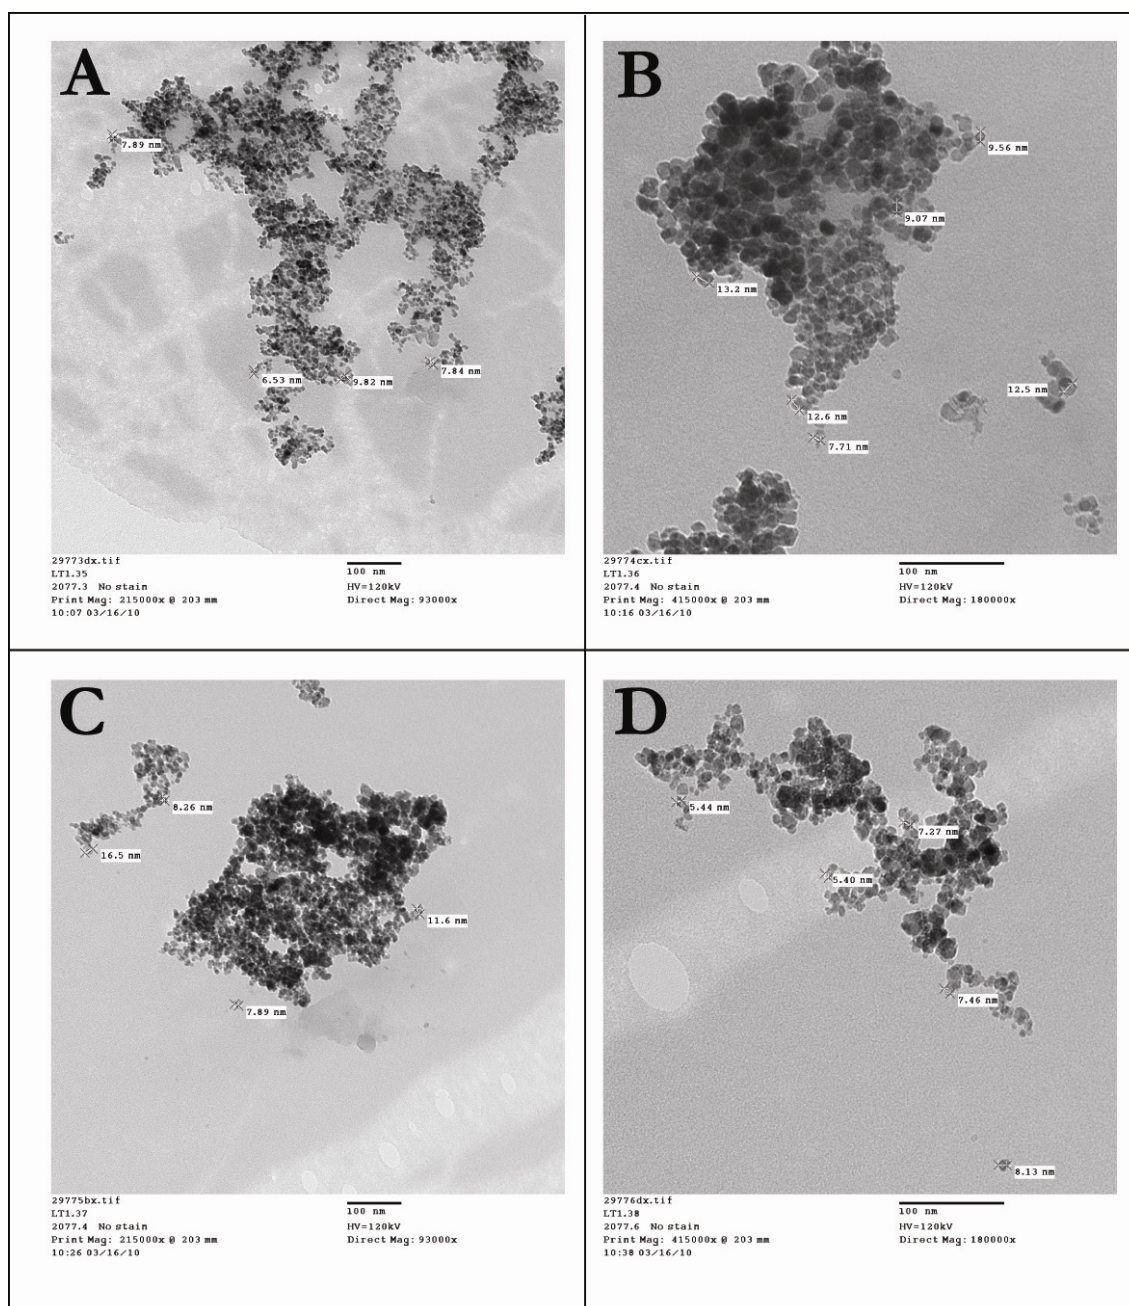 A
7.89 nm
6.53 nm
9.82 nm
7.84 nm
29773dx.tif
LT1.35
2077.3 No stain
Print Mag: 215000x @ 203 mm
10:07 03/16/10
100 nm
HV=120kV
Direct Mag: 93000x
B
9.56 nm
9.07 nm
13.2 nm
12.5 nm
12.6 nm
7.71 nm
29774cx.tif
LT1.36
2077.4 No stain
Print Mag: 415000x @ 203 mm
10:16 03/16/10
100 nm
HV=120kV
Direct Mag: 180000x
C
8.26 nm
16.5 nm
11.6 nm
7.89 nm
29775bx.tif
LT1.37
2077.4 No stain
Print Mag: 215000x @ 203 mm
10:26 03/16/10
100 nm
HV=120kV
Direct Mag: 93000x
D
5.44 nm
7.27 nm
5.40 nm
7.46 nm
8.13 nm
29776dx.tif
LT1.38
2077.6 No stain
Print Mag: 415000x @ 203 mm
10:38 03/16/10
100 nm
HV=120kV
Direct Mag: 180000x